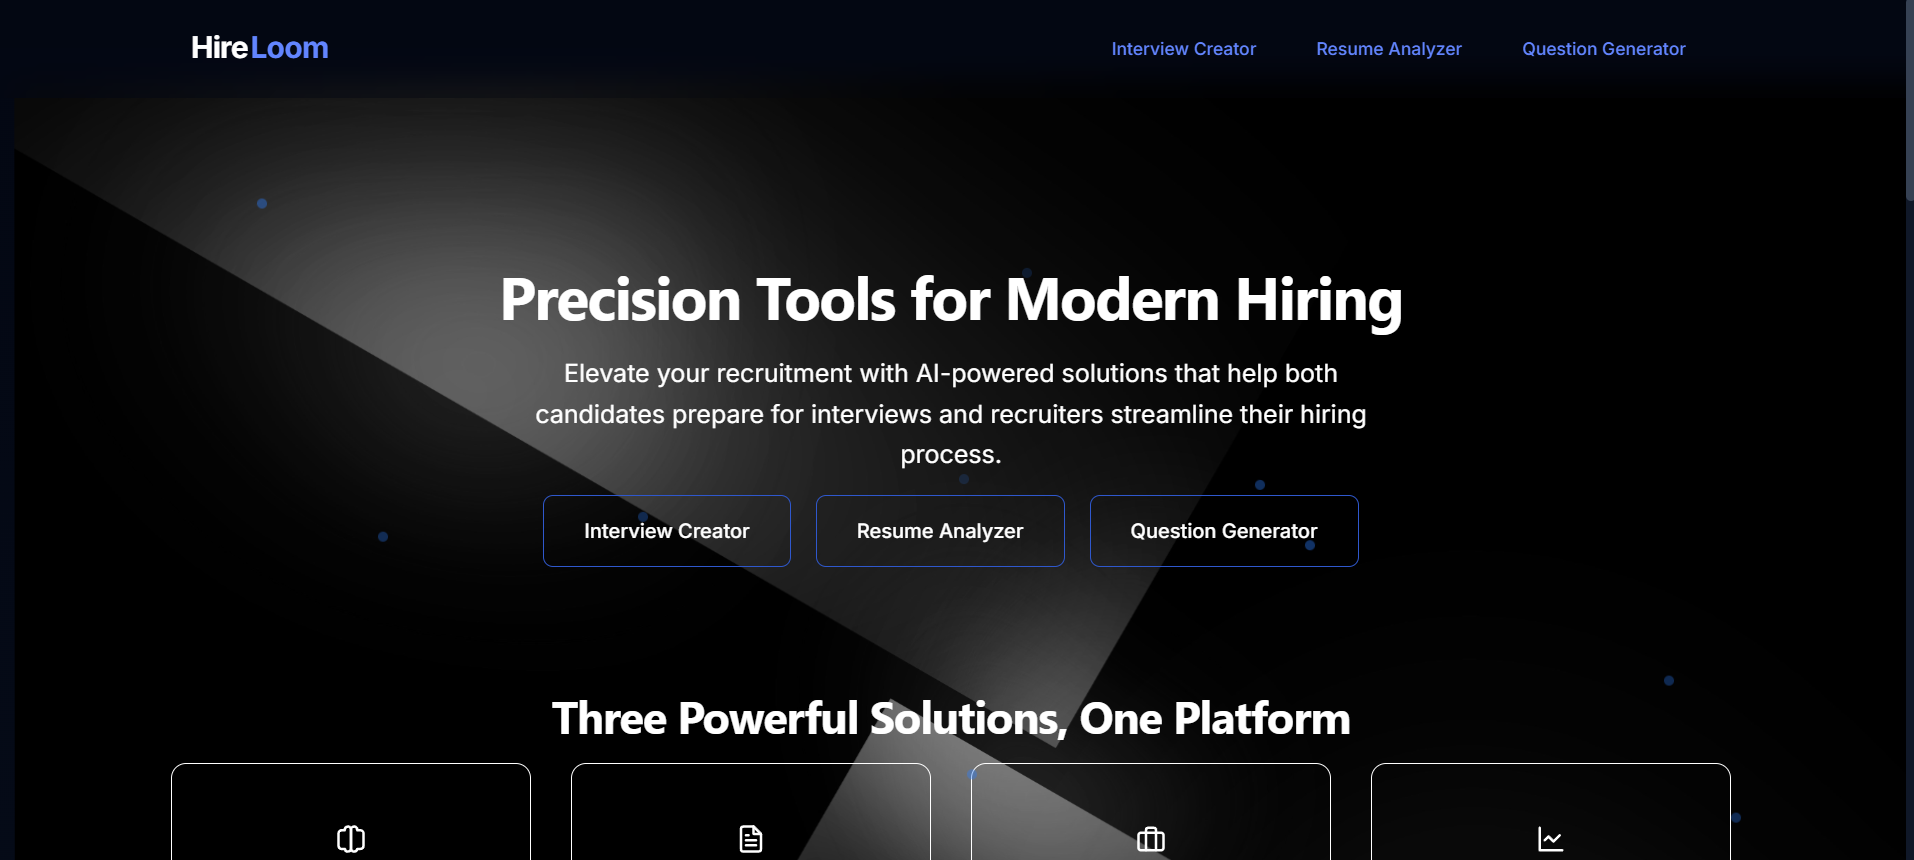 HireLoom
Interview Creator
Resume Analyzer
Question Generator
Precision Tools for Modern Hiring
Elevate your recruitment with AI-powered solutions that help both
candidates prepare for interviews and recruiters streamline their hiring
process.
Interview Creator
Resume Analyzer
Question Generator
Three Powerful Solutions, One Platform